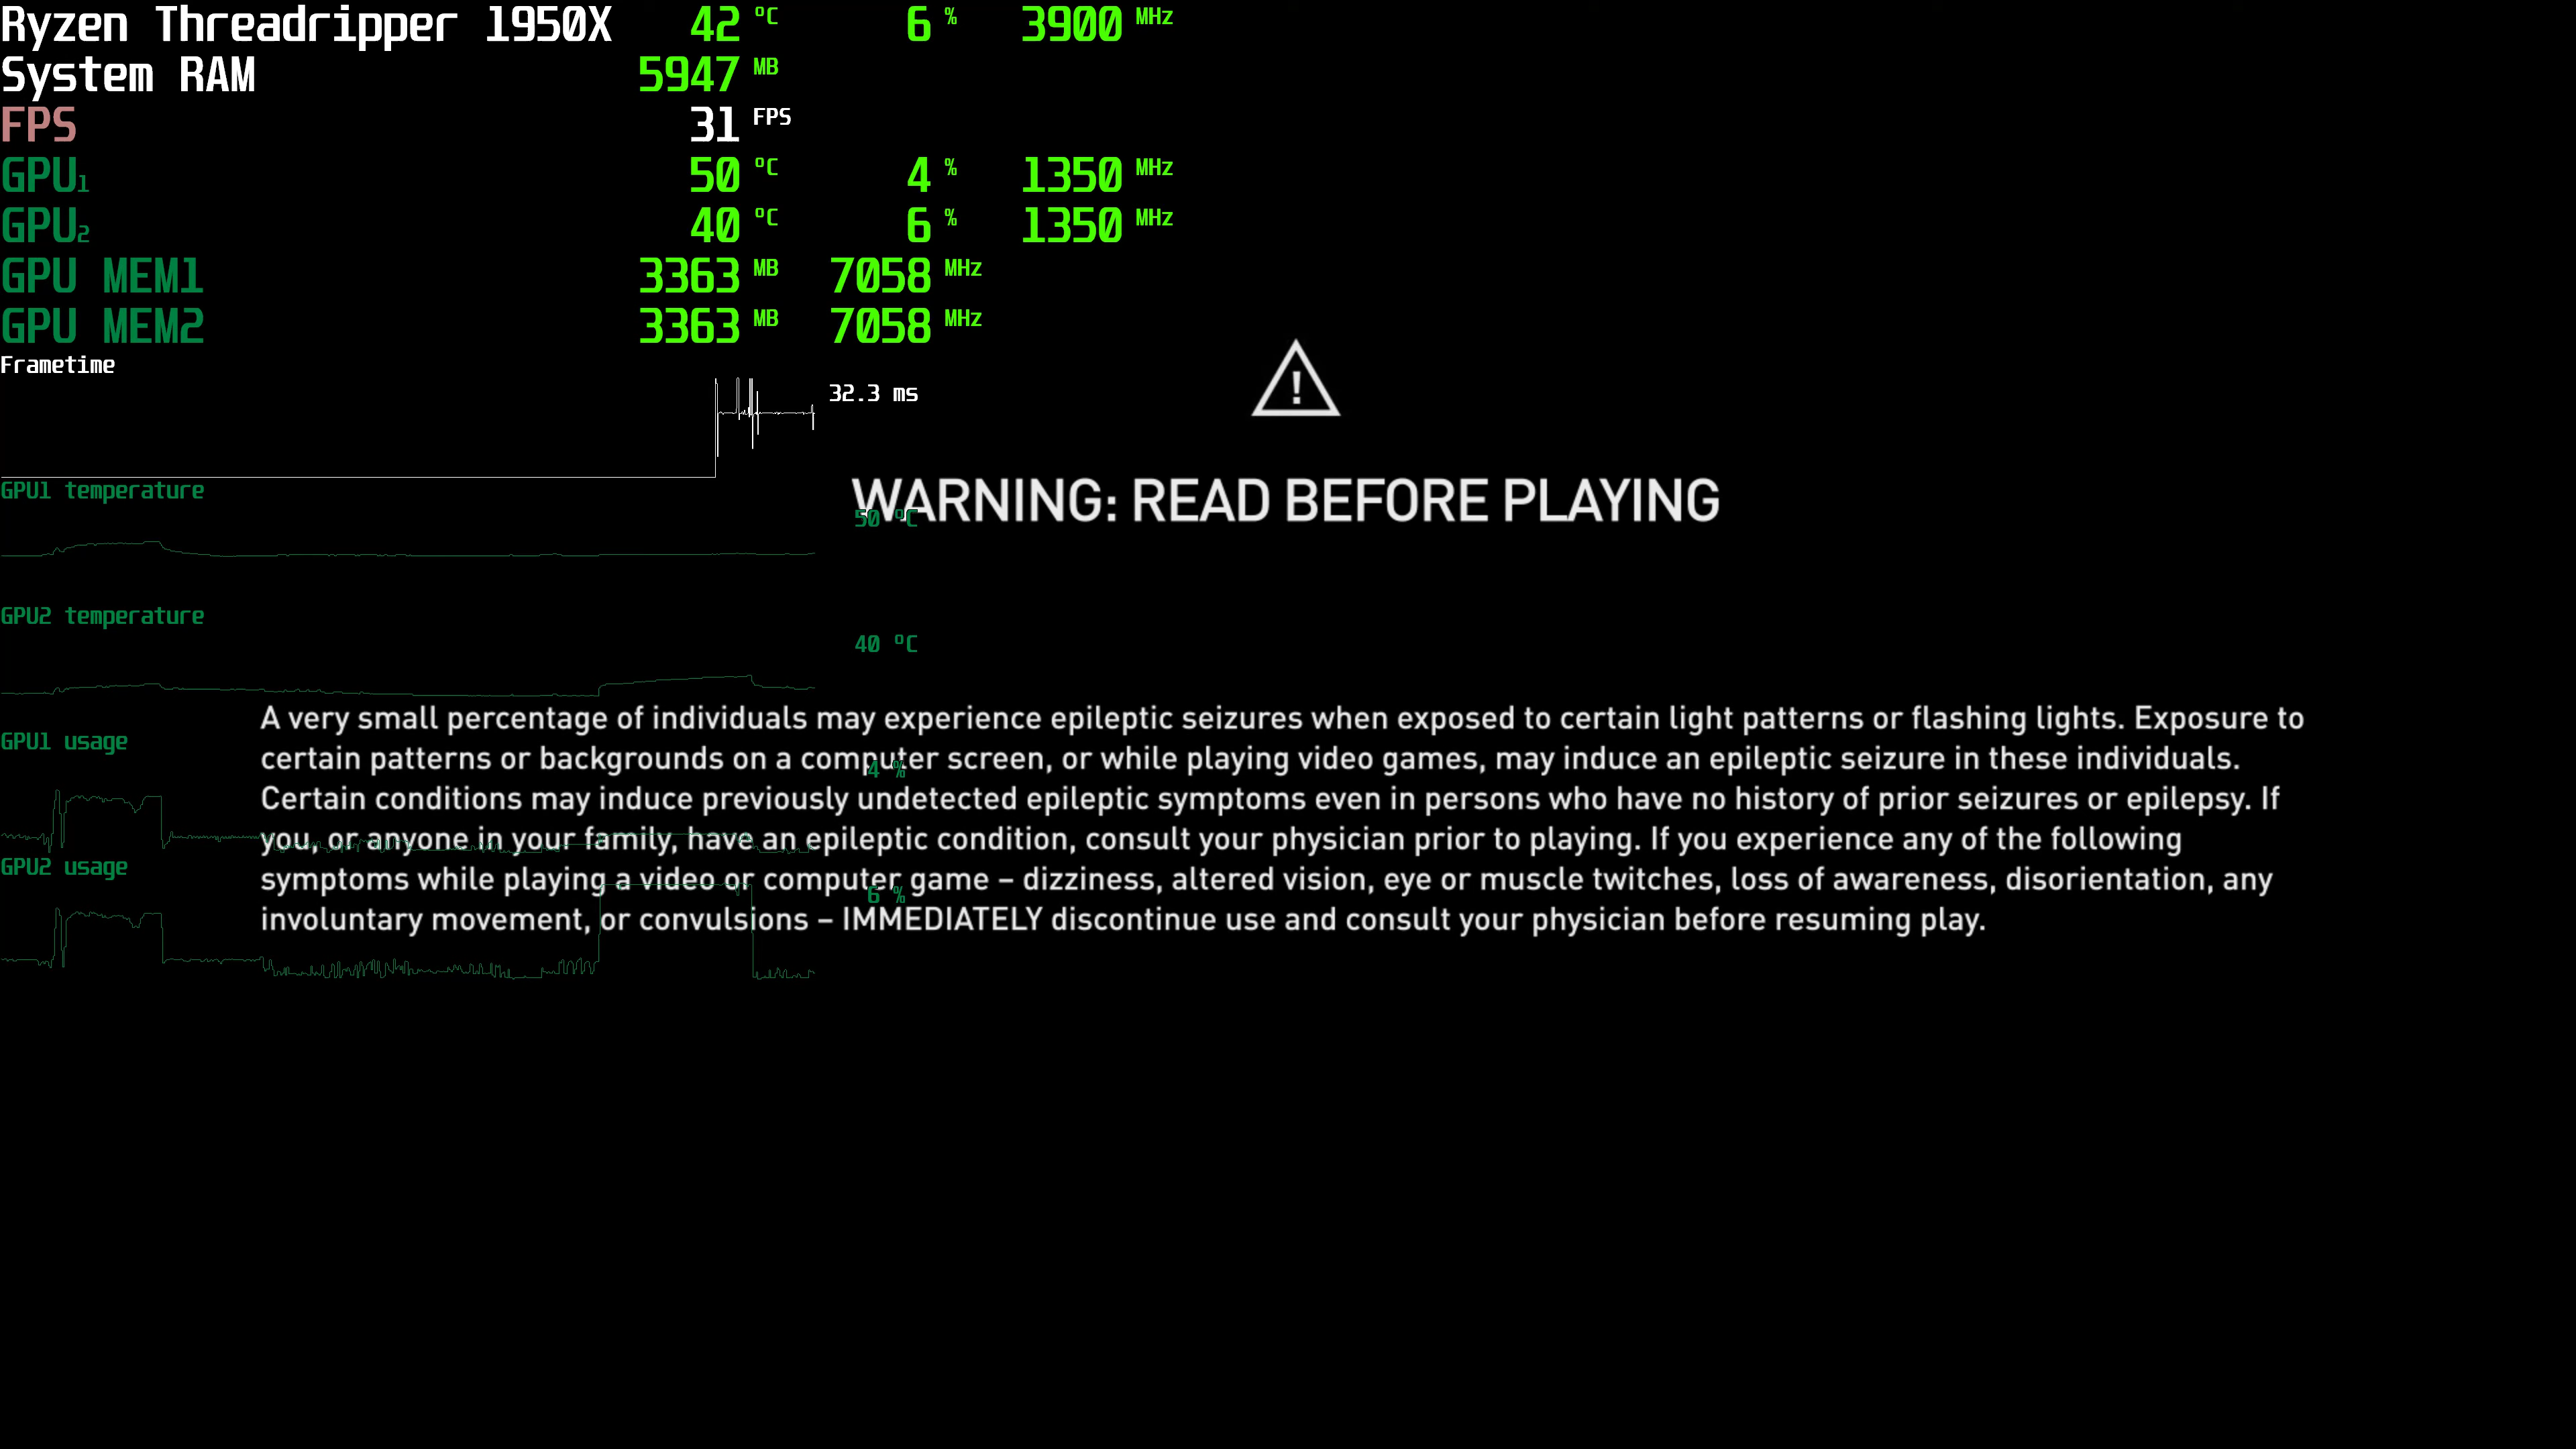 Ryzen Threadripper 1950X 42 °C 6 % 3900 MHz
System RAM 5947 MB
FPS 31 FPS
GPU1 50 °C 4 % 1350 MHz
GPU2 40 °C 6 % 1350 MHz
GPU MEM1 3363 MB 7058 MHz
GPU MEM2 3363 MB 7058 MHz
Frametime
32.3 ms
!
GPU1 temperature
WARNING: READ BEFORE PLAYING
50 °C
GPU2 temperature
40 °C
A very small percentage of individuals may experience epileptic seizures when exposed to certain light patterns or flashing lights. Exposure to
GPU1 usage
certain patterns or backgrounds on a computer screen, or while playing video games, may induce an epileptic seizure in these individuals.
4 %
Certain conditions may induce previously undetected epileptic symptoms even in persons who have no history of prior seizures or epilepsy. If
you, or anyone in your family, have an epileptic condition, consult your physician prior to playing. If you experience any of the following
GPU2 usage
symptoms while playing a video or computer game – dizziness, altered vision, eye or muscle twitches, loss of awareness, disorientation, any
6 %
involuntary movement, or convulsions – IMMEDIATELY discontinue use and consult your physician before resuming play.